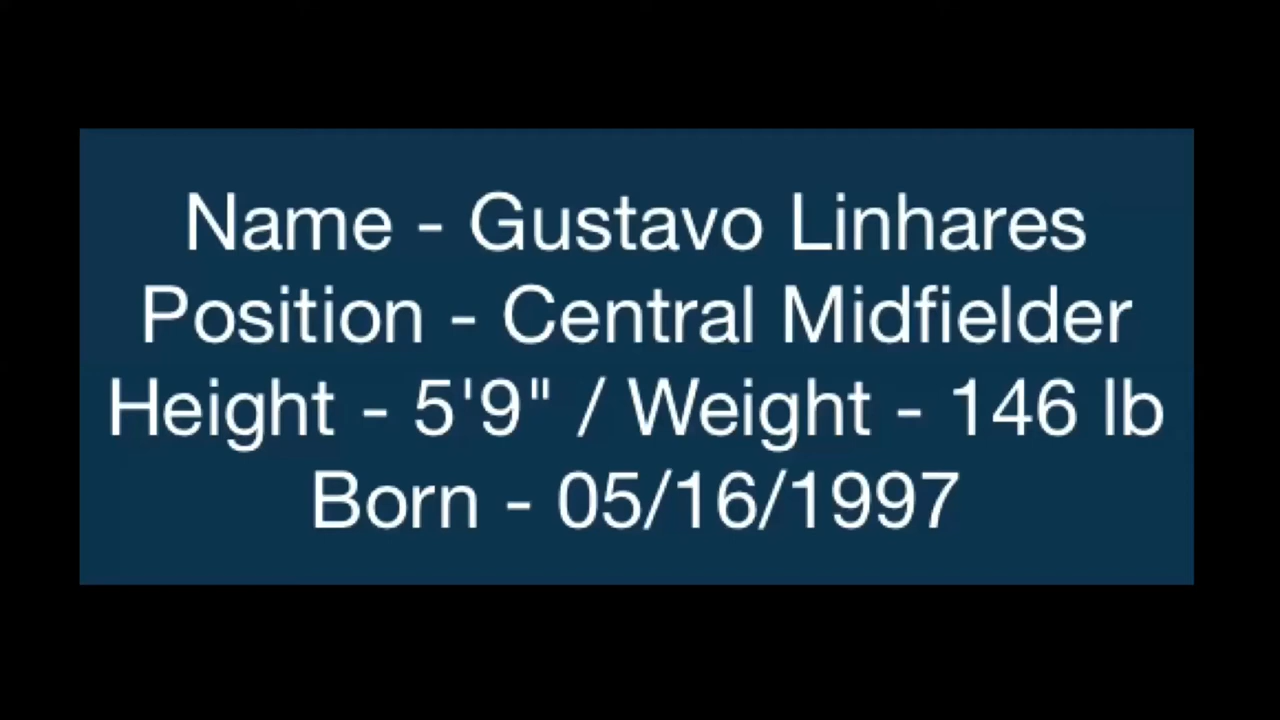 Name - Gustavo Linhares
Position - Central Midfielder
Height - 5'9" / Weight - 146 lb
Born - 05/16/1997